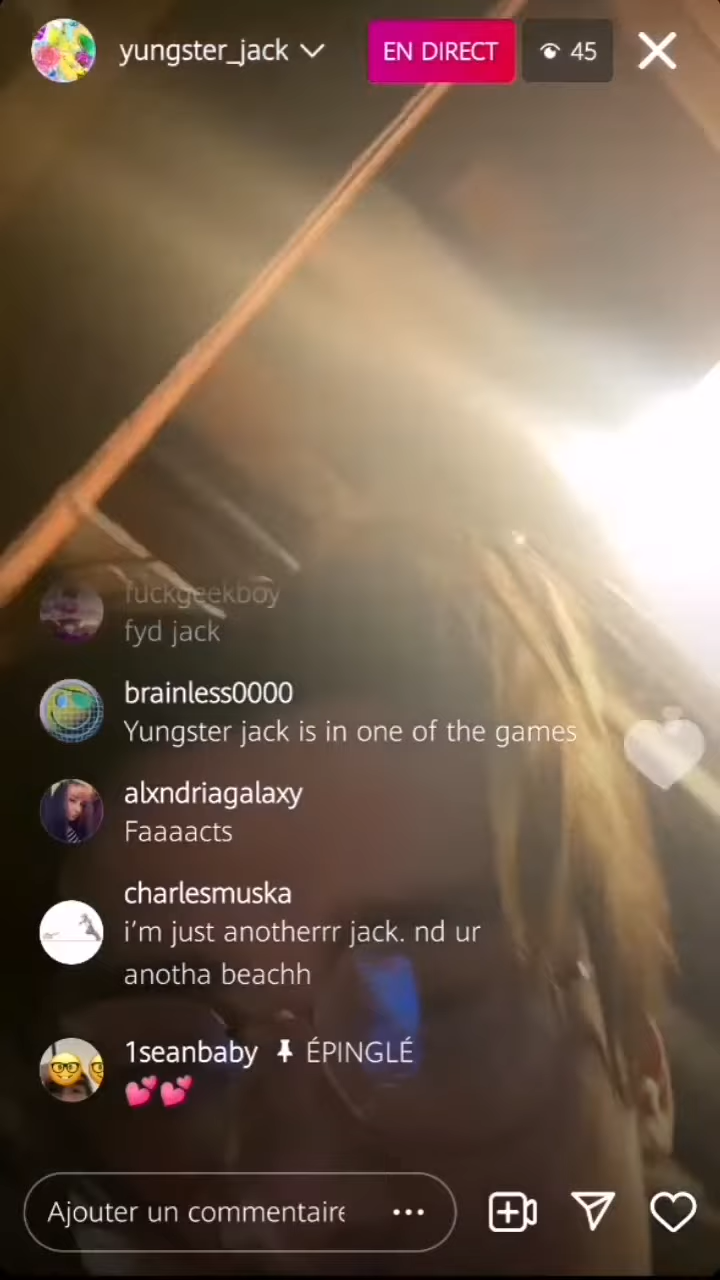 yungster_jack
EN DIRECT
45
fuckgeekboy
fyd jack
brainless0000
Yungster jack is in one of the games
alxndriagalaxy
Faaaacts
charlesmuska
i'm just anotherrr jack. nd ur
anotha beachh
1seanbaby ÉPINGLÉ
💕💕
Ajouter un commentaire